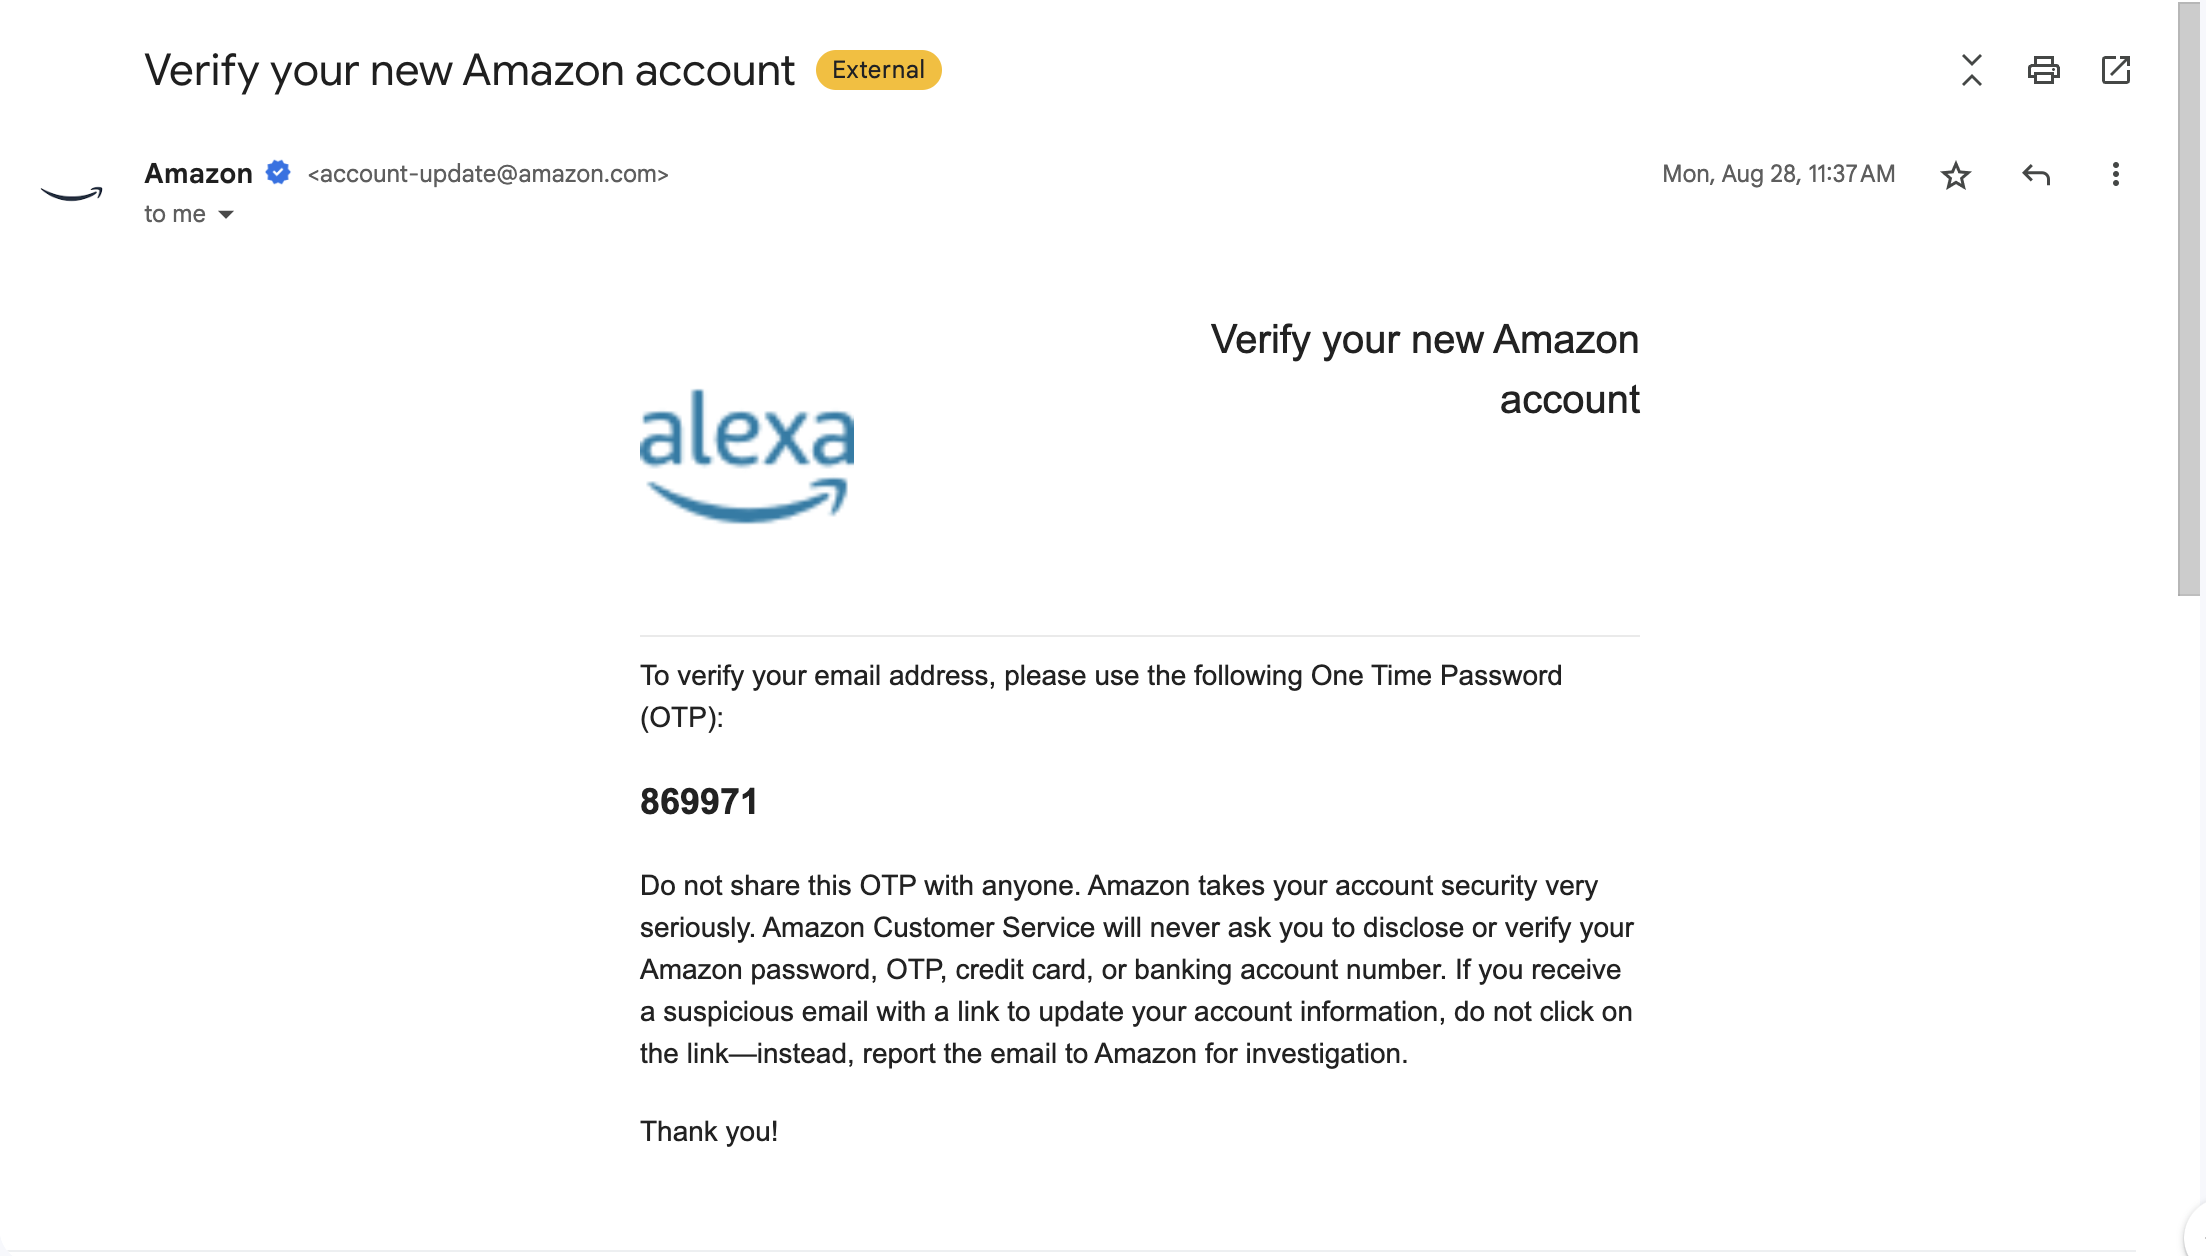 Verify your new Amazon account External
Amazon <account-update@amazon.com>
Mon, Aug 28, 11:37 AM
to me
Verify your new Amazon
account
alexa
To verify your email address, please use the following One Time Password
(OTP):
869971
Do not share this OTP with anyone. Amazon takes your account security very
seriously. Amazon Customer Service will never ask you to disclose or verify your
Amazon password, OTP, credit card, or banking account number. If you receive
a suspicious email with a link to update your account information, do not click on
the link—instead, report the email to Amazon for investigation.
Thank you!